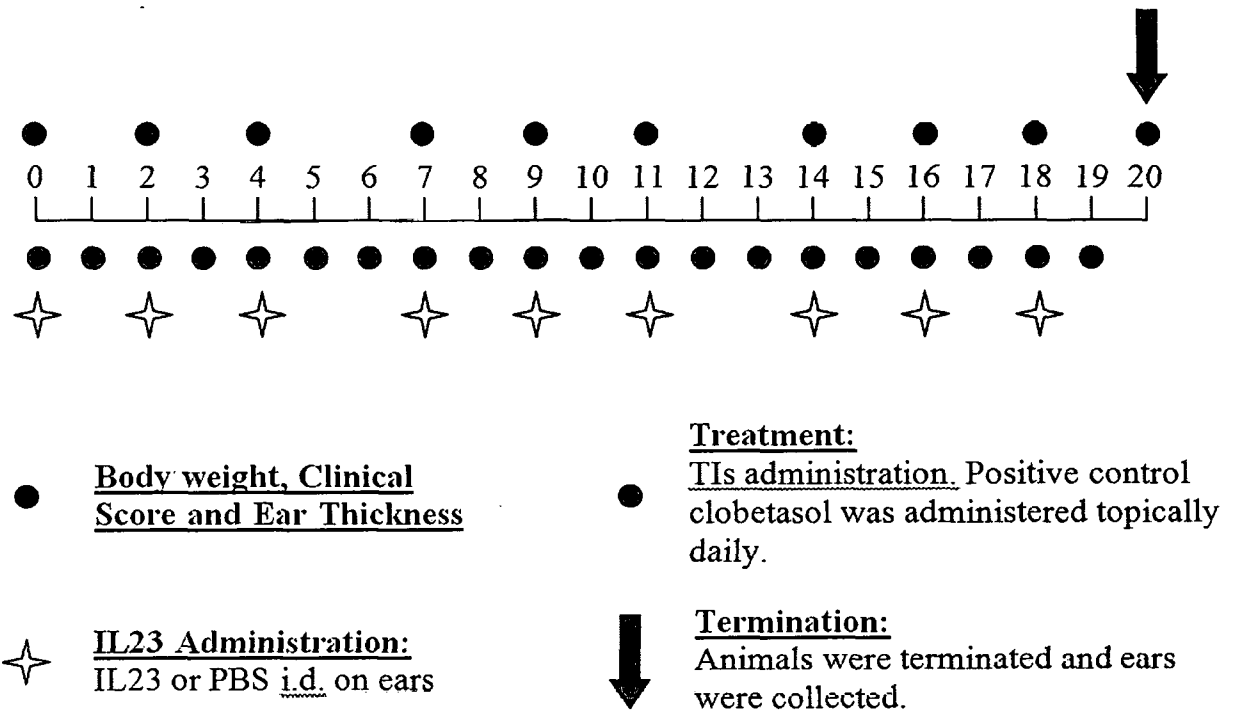 0 1 2 3 4 5 6 7 8 9 10 11 12 13 14 15 16 17 18 19 20
Body weight, Clinical
Score and Ear Thickness
Treatment:
TIs administration. Positive control
clobetasol was administered topically
daily.
IL23 Administration:
IL23 or PBS i.d. on ears
Termination:
Animals were terminated and ears
were collected.